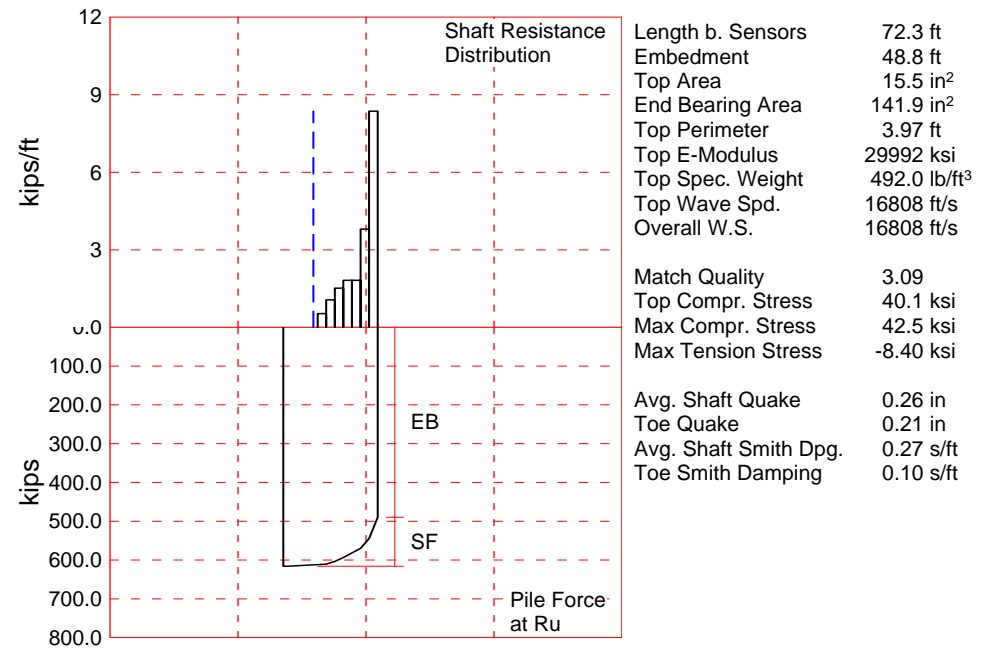 12
9
6
3
0.0
kips/ft
Shaft Resistance
Distribution
100.0
200.0
300.0
400.0
500.0
600.0
700.0
800.0
kips
EB
SF
Pile Force
at Ru
Length b. Sensors 72.3 ft
Embedment 48.8 ft
Top Area 15.5 in²
End Bearing Area 141.9 in²
Top Perimeter 3.97 ft
Top E-Modulus 29992 ksi
Top Spec. Weight 492.0 lb/ft³
Top Wave Spd. 16808 ft/s
Overall W.S. 16808 ft/s
Match Quality 3.09
Top Compr. Stress 40.1 ksi
Max Compr. Stress 42.5 ksi
Max Tension Stress -8.40 ksi
Avg. Shaft Quake 0.26 in
Toe Quake 0.21 in
Avg. Shaft Smith Dpg. 0.27 s/ft
Toe Smith Damping 0.10 s/ft